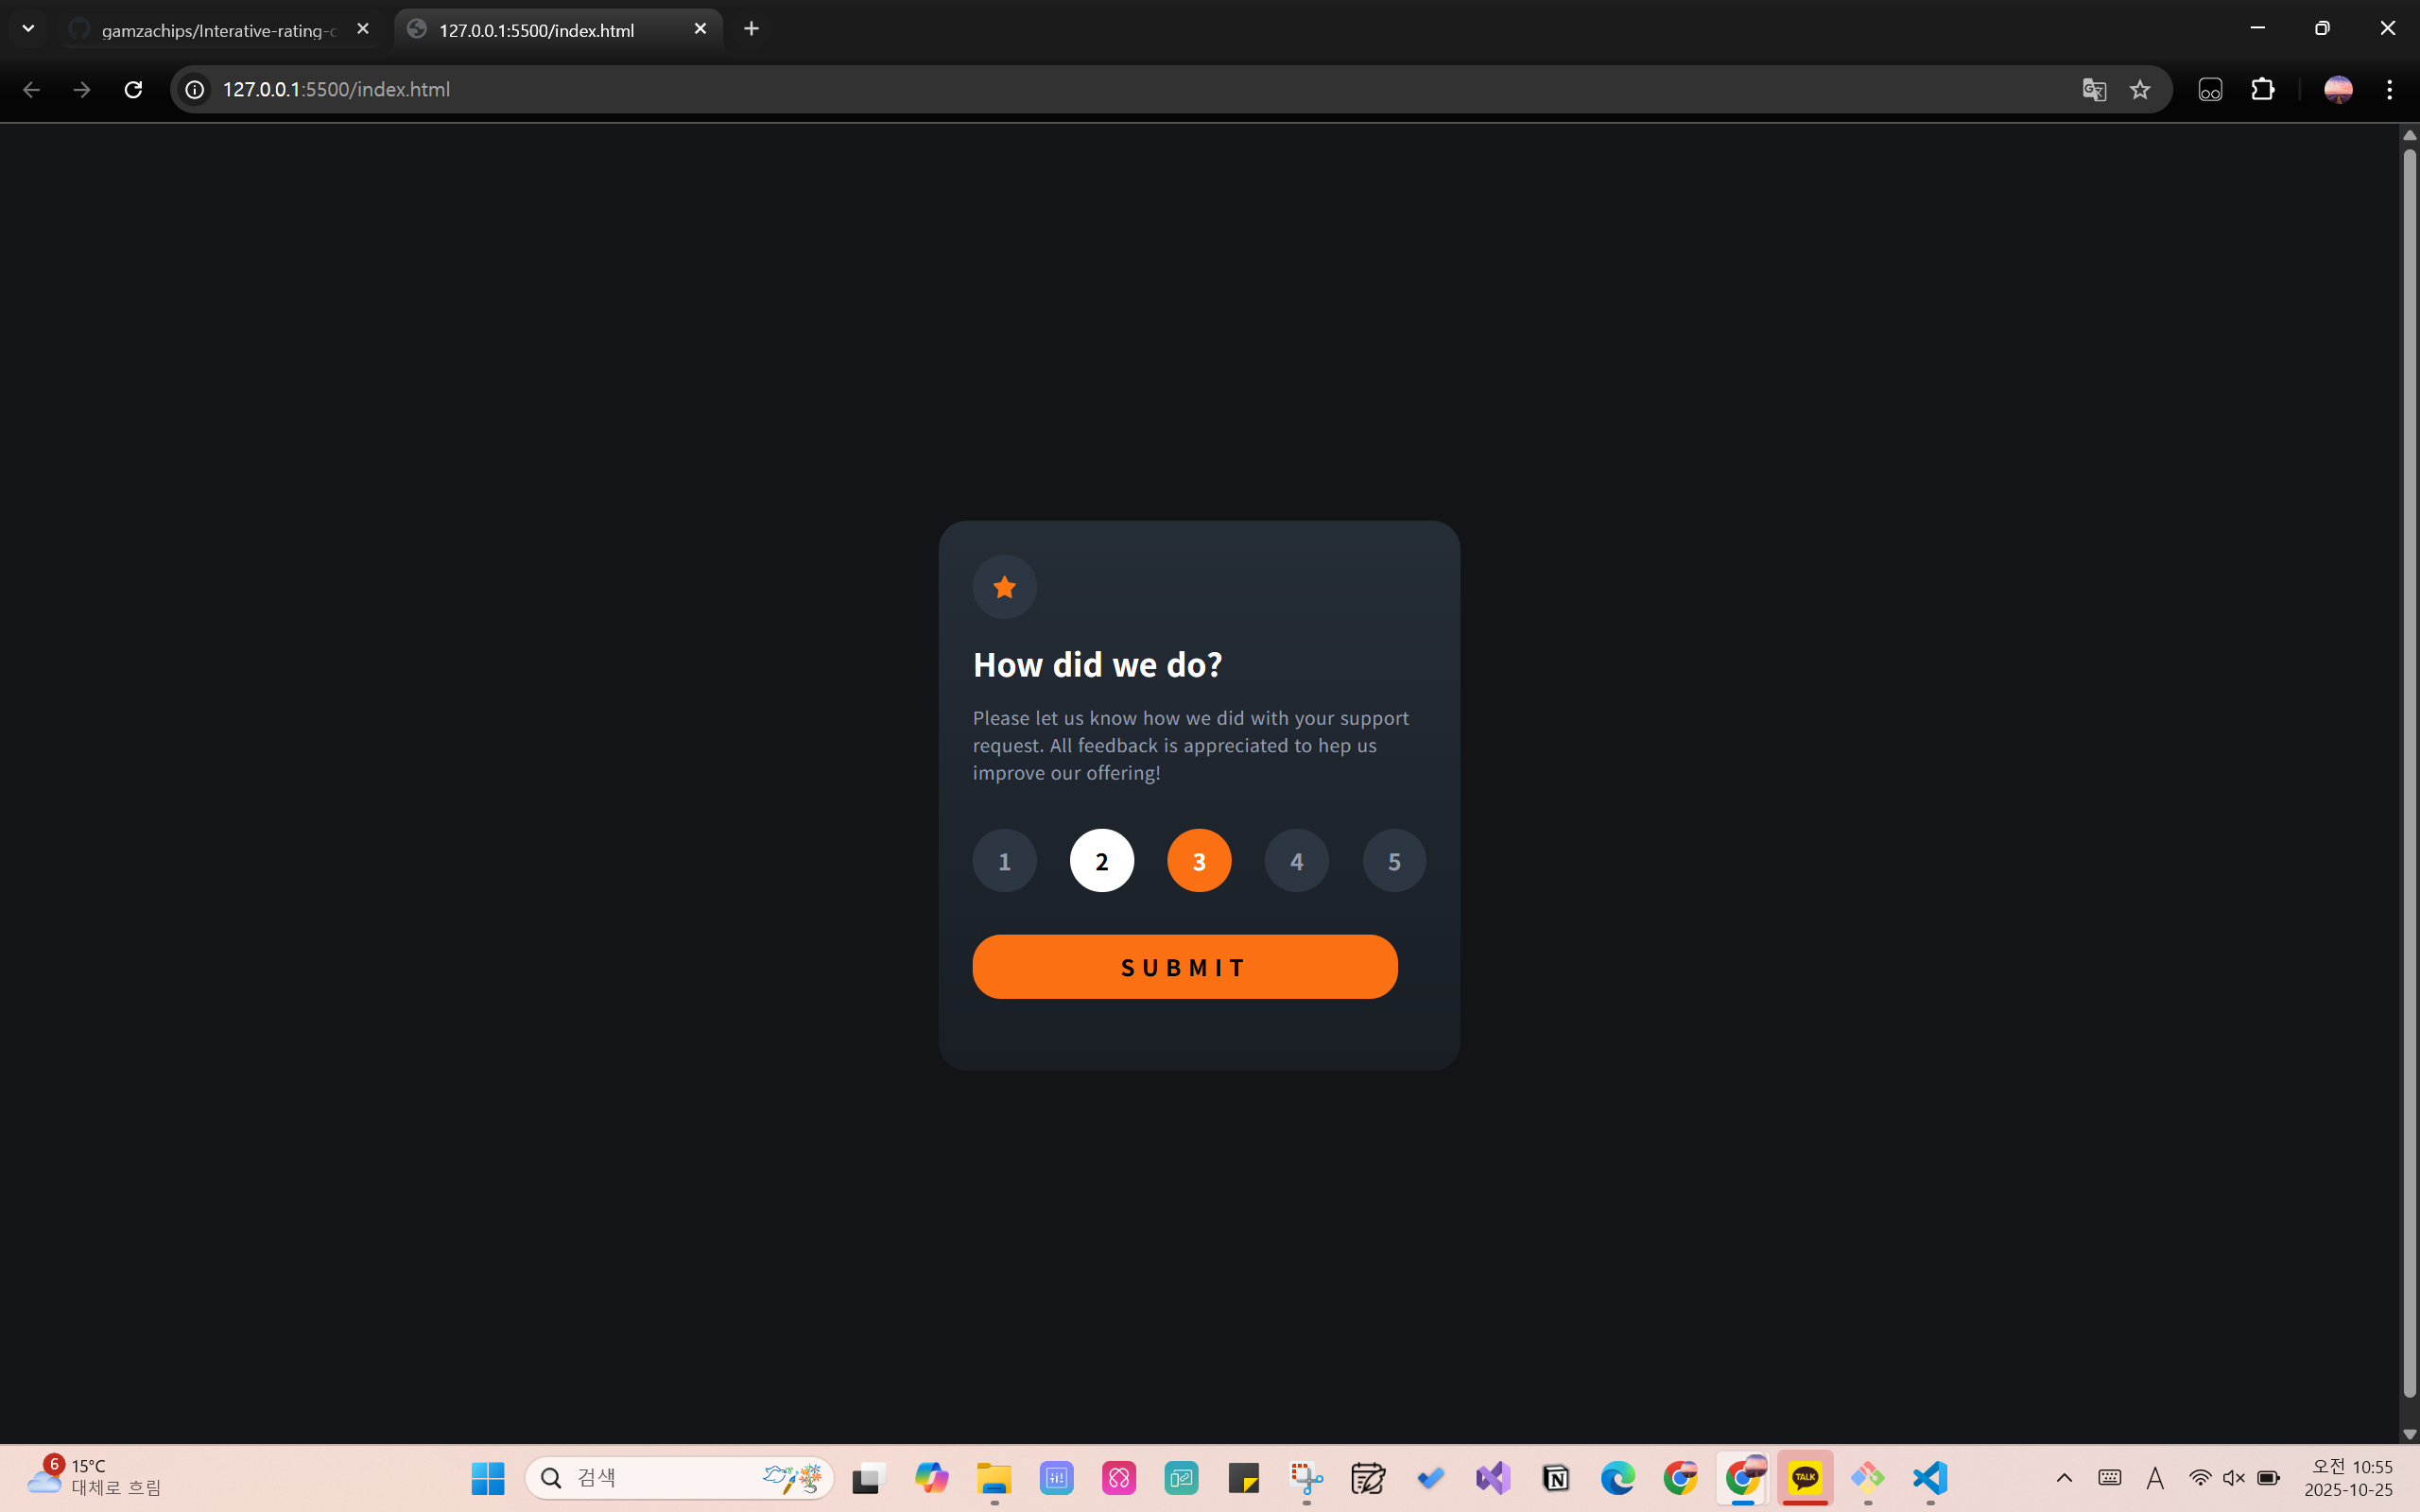 gamzachips/Interative-rating-c
127.0.0.1:5500/index.html
127.0.0.1:5500/index.html
How did we do?
Please let us know how we did with your support
request. All feedback is appreciated to hep us
improve our offering!
1
2
3
4
5
SUBMIT
6
15°C
대체로 흐림
검색
TALK
A
오전 10:55
2025-10-25